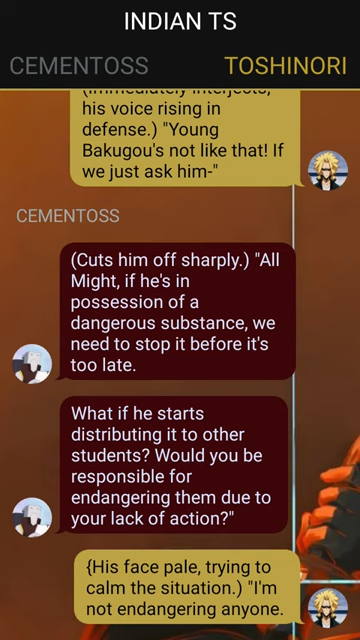 INDIAN TS
CEMENTOSS
TOSHINORI
(Immediately interjects,
his voice rising in
defense.) "Young
Bakugou's not like that! If
we just ask him-"
CEMENTOSS
(Cuts him off sharply.) "All
Might, if he's in
possession of a
dangerous substance, we
need to stop it before it's
too late.
What if he starts
distributing it to other
students? Would you be
responsible for
endangering them due to
your lack of action?"
{His face pale, trying to
calm the situation.) "I'm
not endangering anyone.